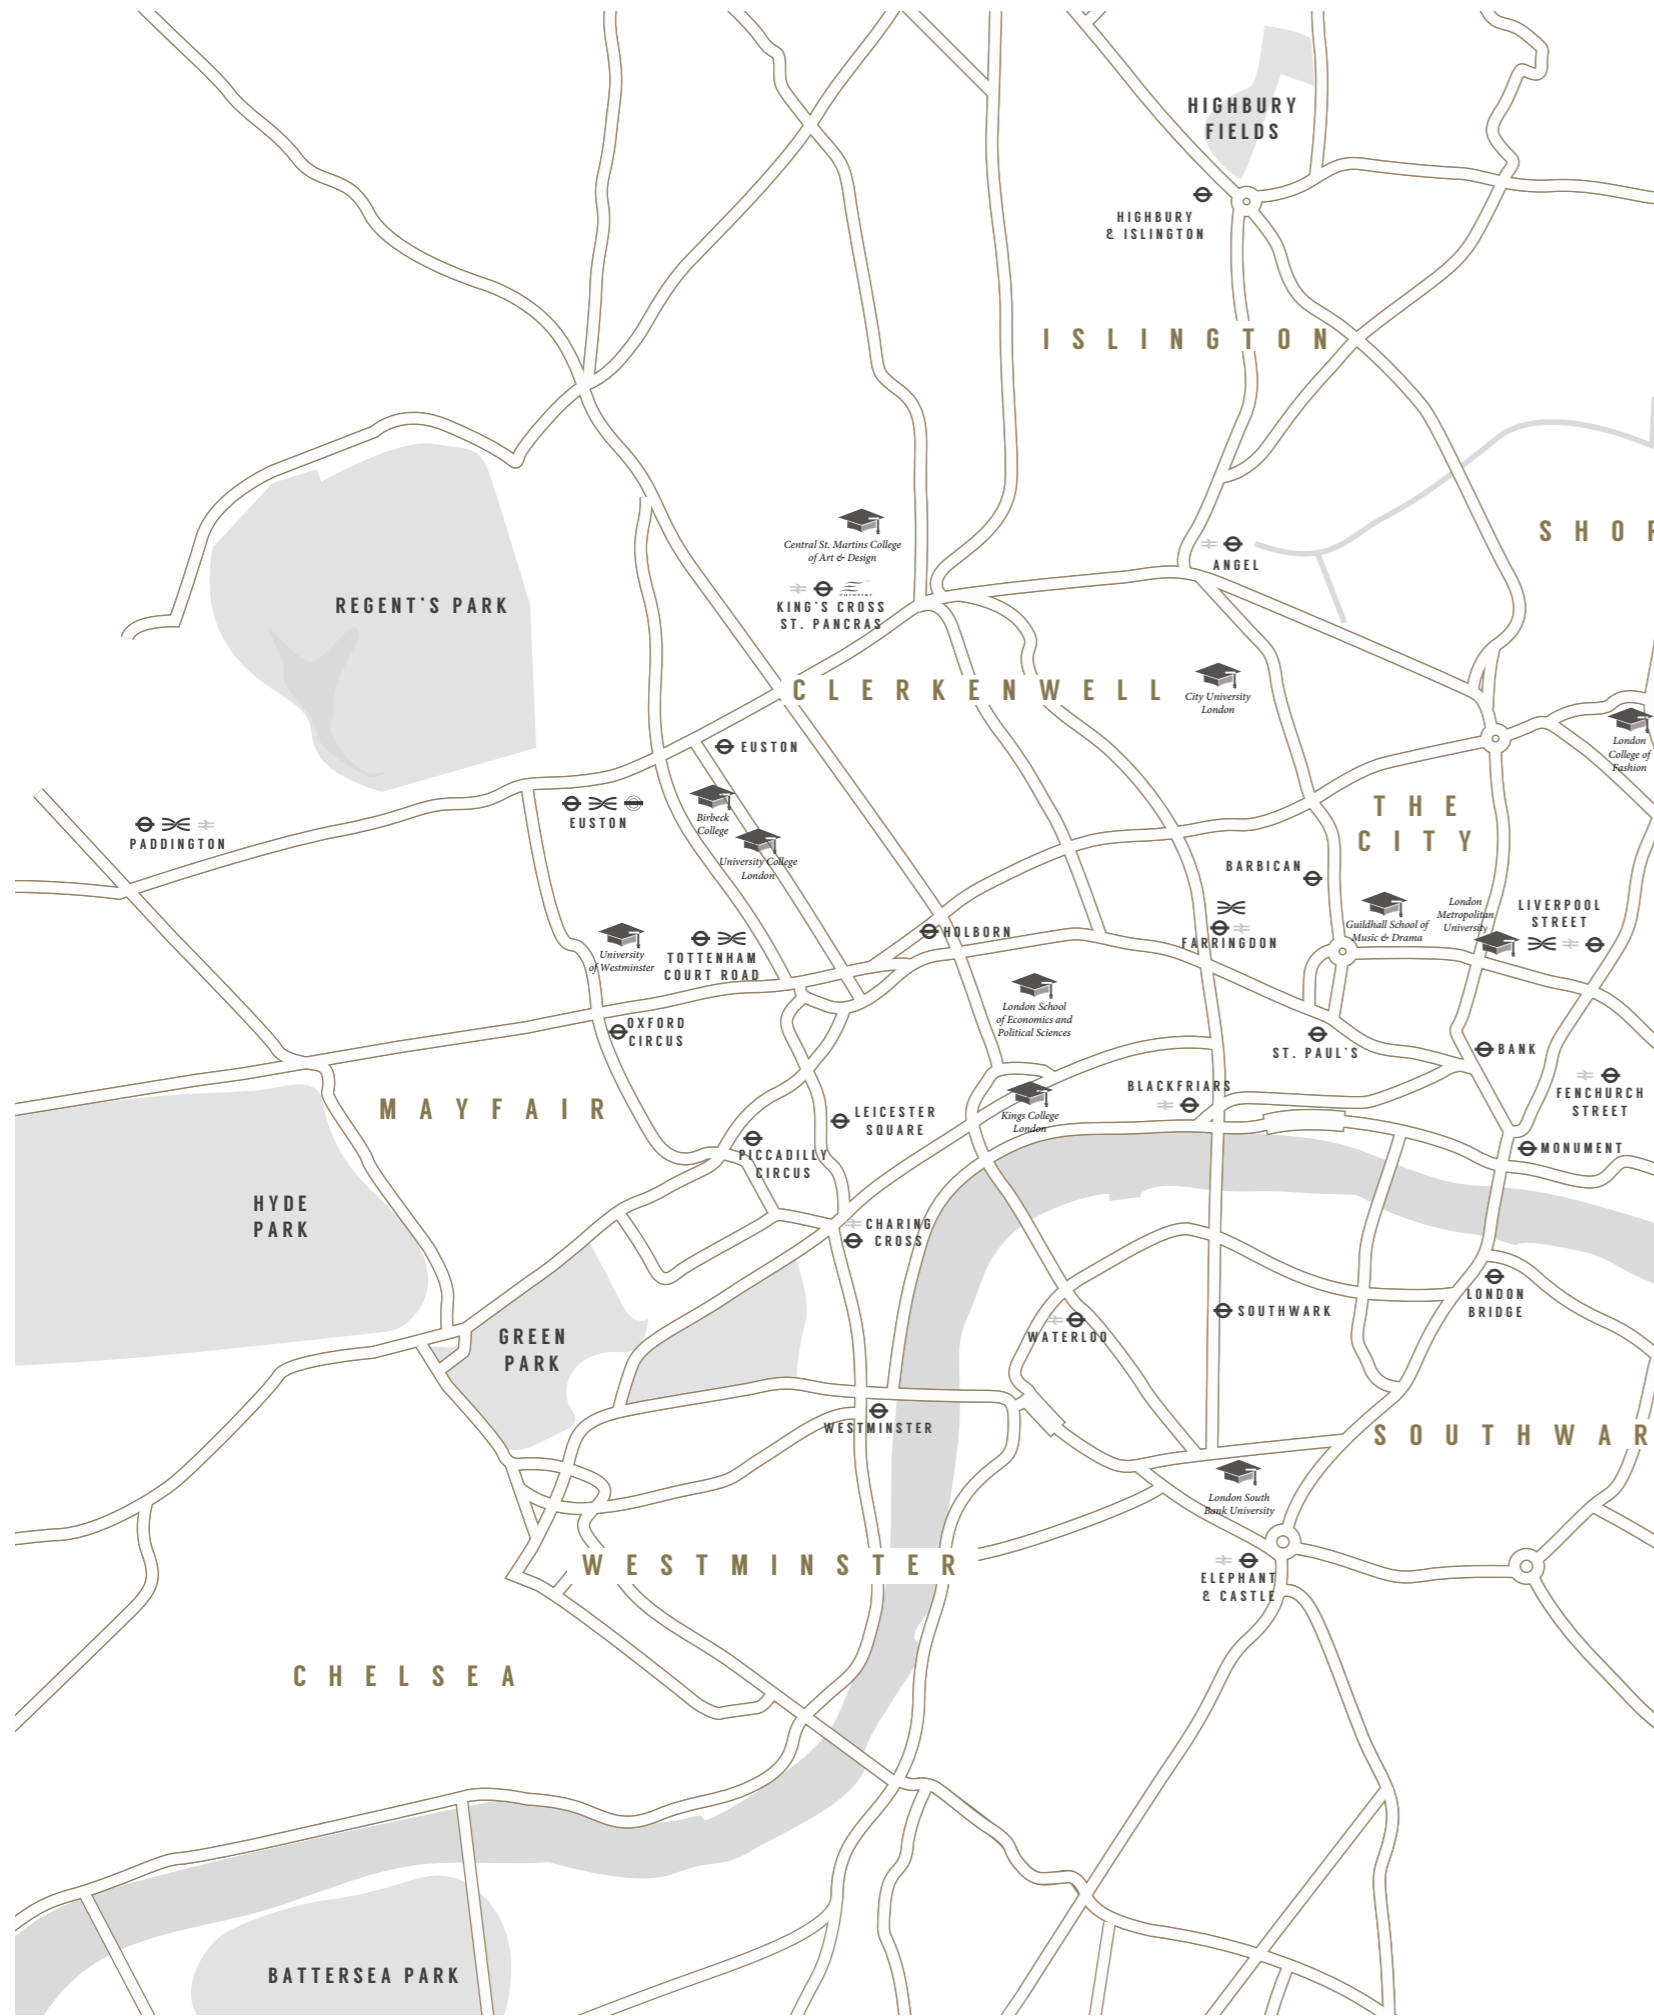 HIGHBURY
FIELDS
HIGHBURY
& ISLINGTON
ISLINGTON
Central St. Martins College
of Art & Design
KING'S CROSS
ST. PANCRAS
ANGEL
REGENT'S PARK
CLERKENWELL
City University
London
London
College of
Fashion
EUSTON
EUSTON
Birbeck
College
University College
London
PADDINGTON
THE
CITY
BARBICAN
FARRINGDON
Guildhall School of
Music & Drama
London
Metropolitan
University
LIVERPOOL
STREET
HOLBORN
University
of Westminster
TOTTENHAM
COURT ROAD
London School
of Economics and
Political Sciences
OXFORD
CIRCUS
ST. PAUL'S
BANK
FENCHURCH
STREET
MAYFAIR
LEICESTER
SQUARE
Kings College
London
BLACKFRIARS
MONUMENT
PICCADILLY
CIRCUS
HYDE
PARK
CHARING
CROSS
LONDON
BRIDGE
SOUTHWARK
WATERLOO
GREEN
PARK
WESTMINSTER
SOUTHWAR
London South
Bank University
WESTMINSTER
ELEPHANT
& CASTLE
CHELSEA
BATTERSEA PARK